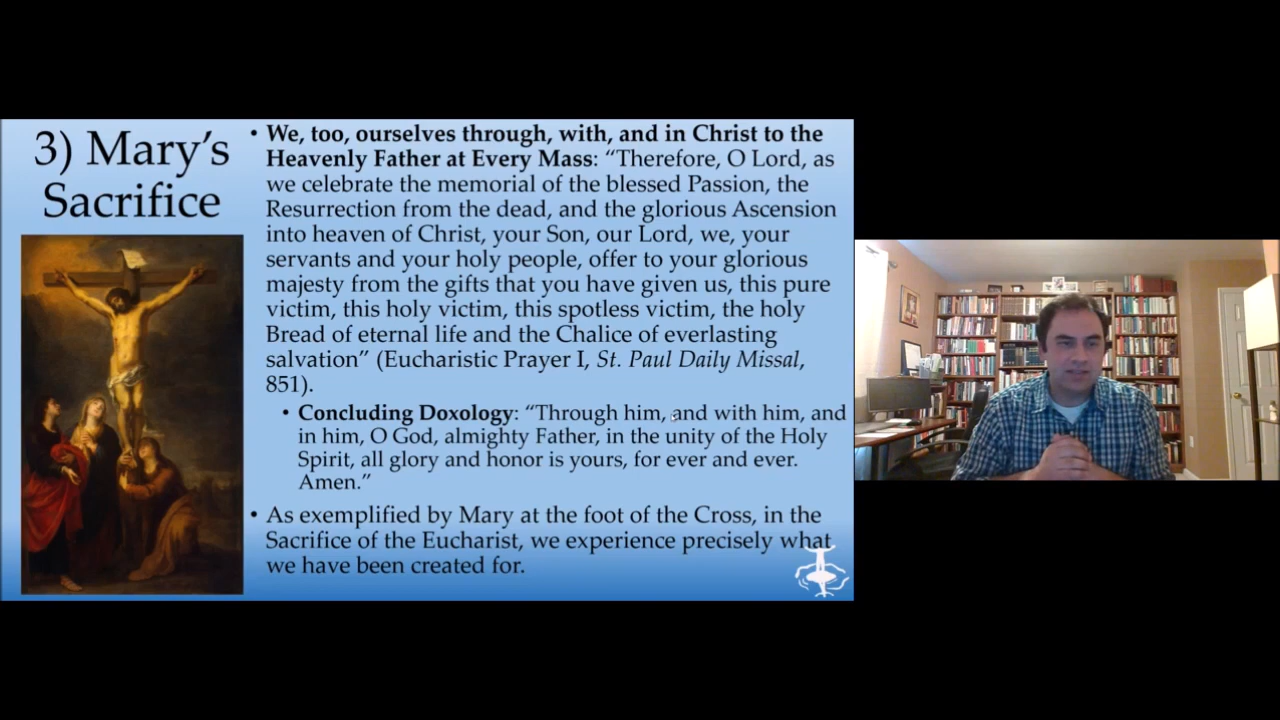 3) Mary’s
Sacrifice
• We, too, ourselves through, with, and in Christ to the
Heavenly Father at Every Mass: “Therefore, O Lord, as
we celebrate the memorial of the blessed Passion, the
Resurrection from the dead, and the glorious Ascension
into heaven of Christ, your Son, our Lord, we, your
servants and your holy people, offer to your glorious
majesty from the gifts that you have given us, this pure
victim, this holy victim, this spotless victim, the holy
Bread of eternal life and the Chalice of everlasting
salvation” (Eucharistic Prayer I, St. Paul Daily Missal,
851).
• Concluding Doxology: “Through him, and with him, and
in him, O God, almighty Father, in the unity of the Holy
Spirit, all glory and honor is yours, for ever and ever.
Amen.”
• As exemplified by Mary at the foot of the Cross, in the
Sacrifice of the Eucharist, we experience precisely what
we have been created for.